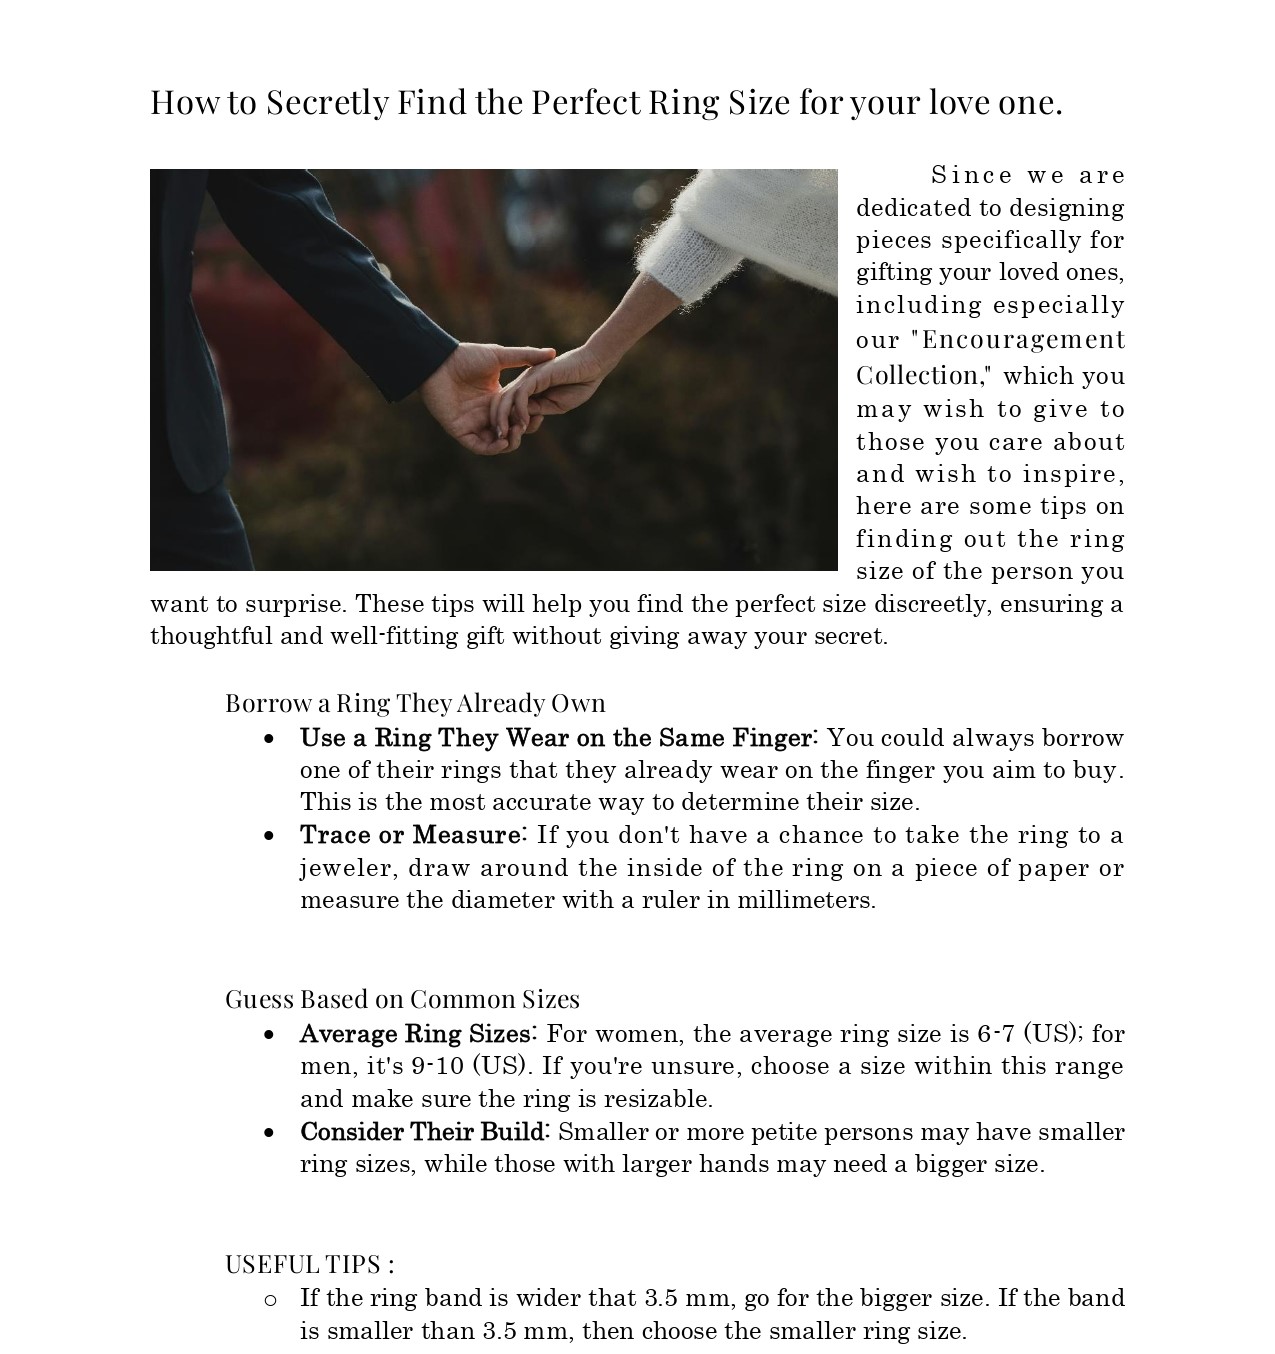 How to Secretly Find the Perfect Ring Size for your love one.
Since we are
dedicated to designing
pieces specifically for
gifting your loved ones,
including especially
our "Encouragement
Collection," which you
may wish to give to
those you care about
and wish to inspire,
here are some tips on
finding out the ring
size of the person you
want to surprise. These tips will help you find the perfect size discreetly, ensuring a
thoughtful and well-fitting gift without giving away your secret.
Borrow a Ring They Already Own
• Use a Ring They Wear on the Same Finger: You could always borrow
one of their rings that they already wear on the finger you aim to buy.
This is the most accurate way to determine their size.
• Trace or Measure: If you don't have a chance to take the ring to a
jeweler, draw around the inside of the ring on a piece of paper or
measure the diameter with a ruler in millimeters.
Guess Based on Common Sizes
• Average Ring Sizes: For women, the average ring size is 6-7 (US); for
men, it's 9-10 (US). If you're unsure, choose a size within this range
and make sure the ring is resizable.
• Consider Their Build: Smaller or more petite persons may have smaller
ring sizes, while those with larger hands may need a bigger size.
USEFUL TIPS :
○ If the ring band is wider that 3.5 mm, go for the bigger size. If the band
is smaller than 3.5 mm, then choose the smaller ring size.